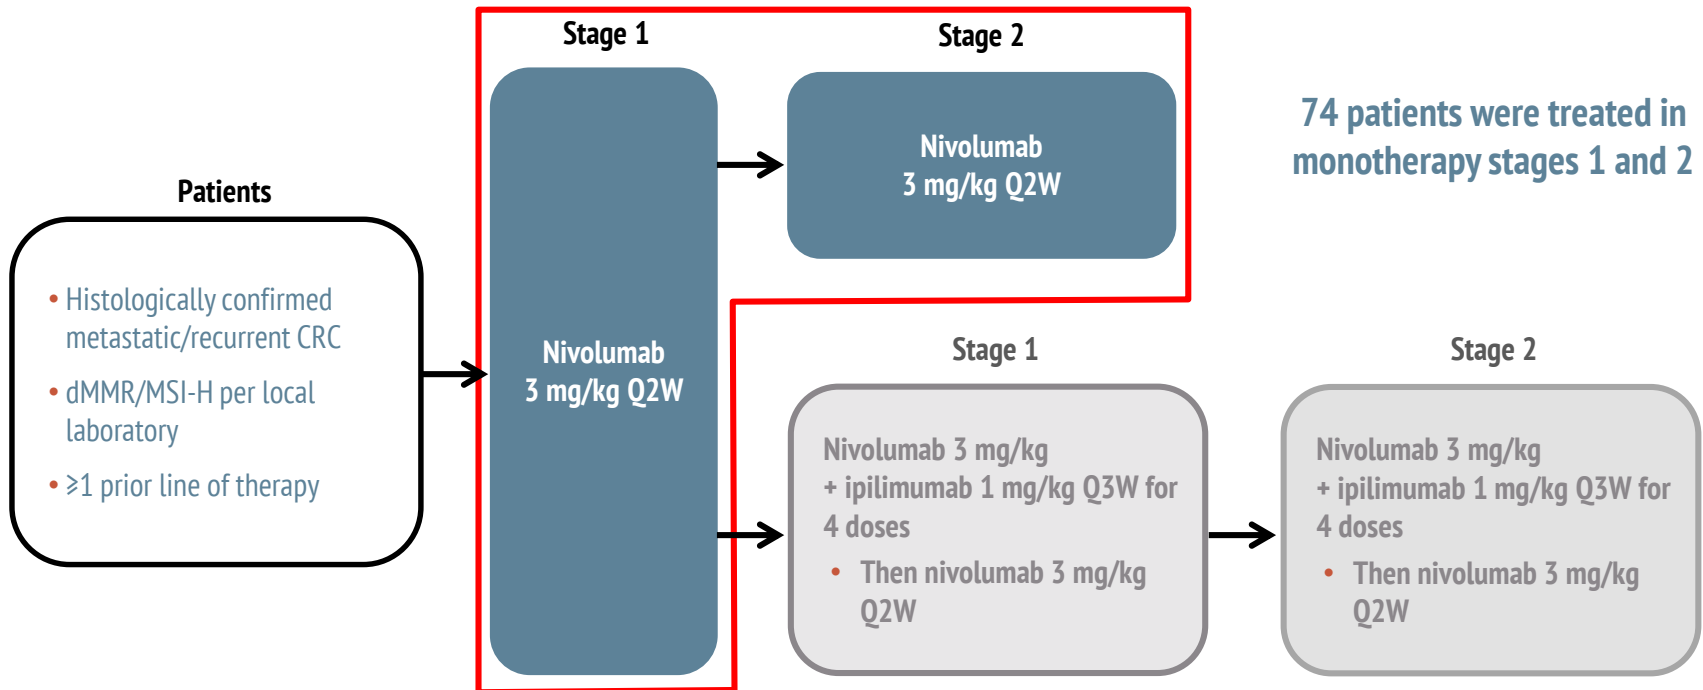 Patients
• Histologically confirmed
metastatic/recurrent CRC
• dMMR/MSI-H per local
laboratory
• ≥1 prior line of therapy
Stage 1
Nivolumab
3 mg/kg Q2W
Stage 2
Nivolumab
3 mg/kg Q2W
74 patients were treated in
monotherapy stages 1 and 2
Stage 1
Nivolumab 3 mg/kg
+ ipilimumab 1 mg/kg Q3W for
4 doses
• Then nivolumab 3 mg/kg
Q2W
Stage 2
Nivolumab 3 mg/kg
+ ipilimumab 1 mg/kg Q3W for
4 doses
• Then nivolumab 3 mg/kg
Q2W